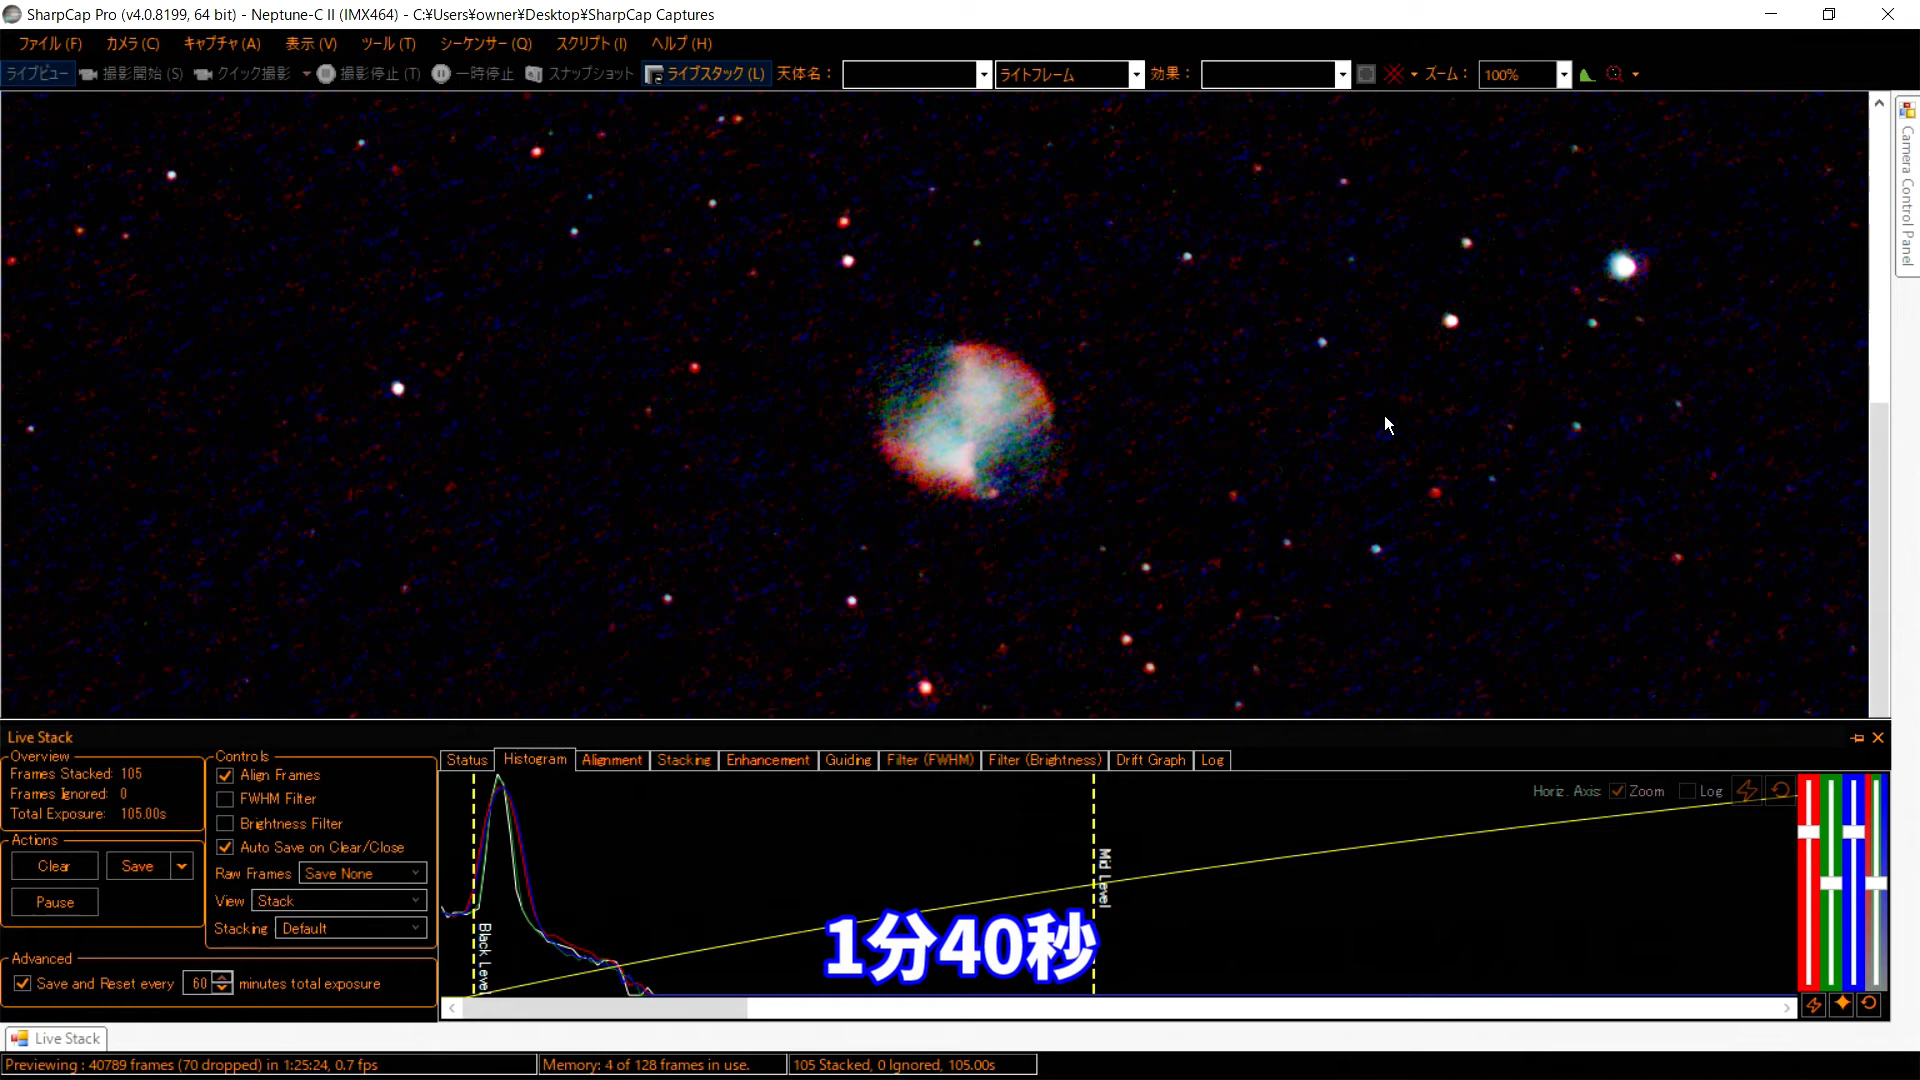 SharpCap Pro (v4.0.8199, 64 bit) - Neptune-C II (IMX464) - C:¥Users¥owner¥Desktop¥SharpCap Captures
ファイル (F) カメラ (C) キャプチャ (A) 表示 (V) ツール (T) シーケンサー (Q) スクリプト (I) ヘルプ (H)
ライブビュー 撮影開始 (S) クイック撮影 撮影停止 (T) 一時停止 スナップショット ライブスタック (L) 天体名： ライトフレーム 効果： ズーム： 100%
Camera Control Panel
Live Stack
Overview
Frames Stacked: 105
Frames Ignored: 0
Total Exposure: 105.00s
Actions
Clear Save
Pause
Controls
Align Frames
FWHM Filter
Brightness Filter
Auto Save on Clear/Close
Raw Frames Save None
View Stack
Stacking Default
Advanced
Save and Reset every 60 minutes total exposure
Status Histogram Alignment Stacking Enhancement Guiding Filter (FWHM) Filter (Brightness) Drift Graph Log
Horiz. Axis Zoom Log
Black Level
Mid Level
1分40秒
Live Stack
Previewing : 40789 frames (70 dropped) in 1:25:24, 0.7 fps Memory: 4 of 128 frames in use. 105 Stacked, 0 Ignored, 105.00s